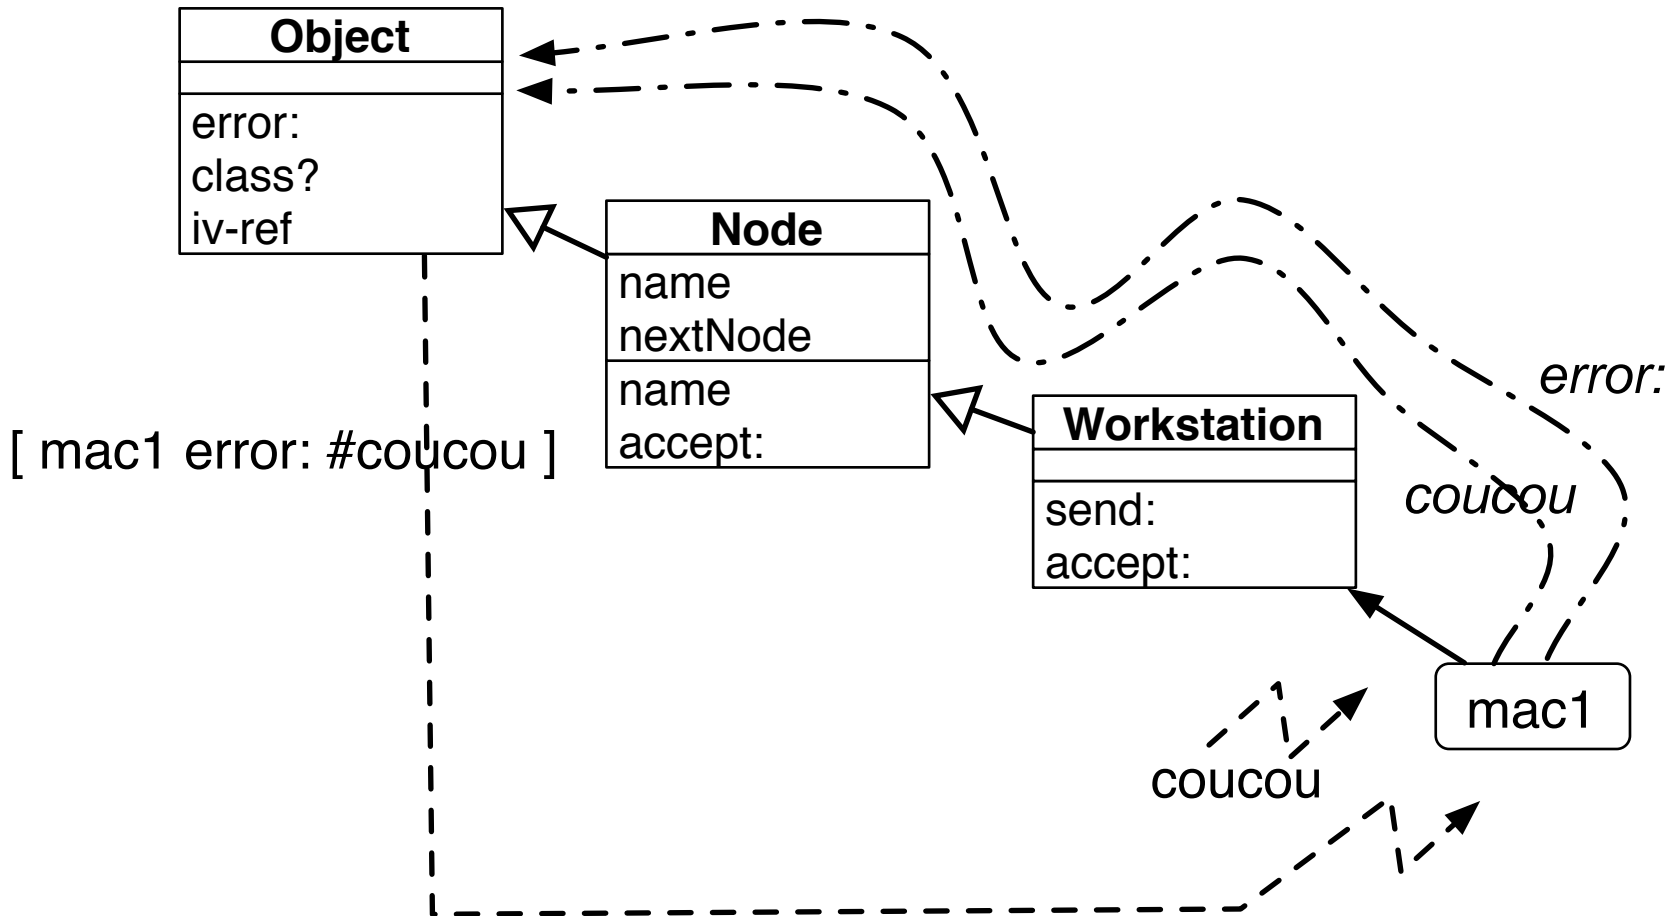 Object
error:
class?
iv-ref
Node
name
nextNode
name
accept:
error:
Workstation
[ mac1 error: #coucou ]
coucou
send:
accept:
mac1
coucou